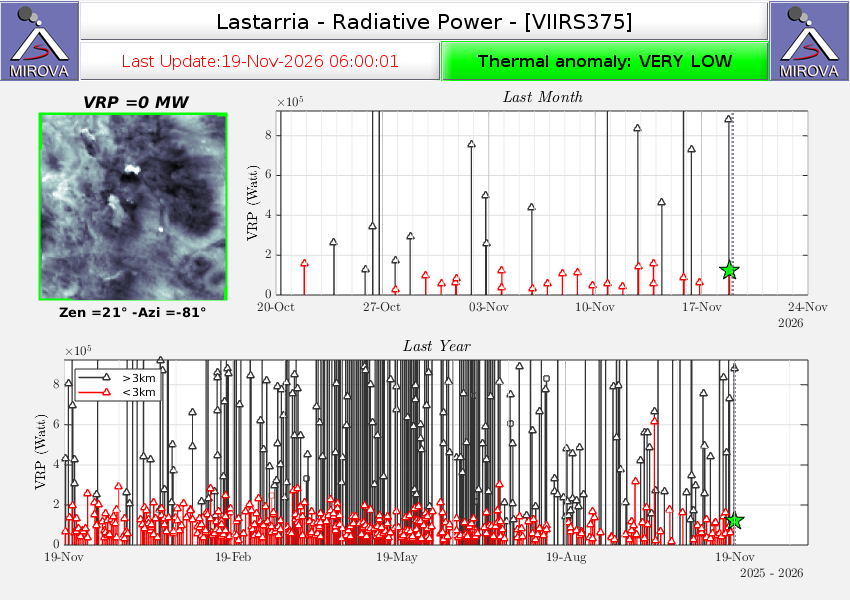 Lastarria - Radiative Power - [VIIRS375]
MIROVA
Last Update:19-Nov-2026 06:00:01
Thermal anomaly: VERY LOW
MIROVA
VRP =0 MW
Zen =21° -Azi =-81°
Last Month
×10⁵
VRP (Watt)
8
6
4
2
0
20-Oct 27-Oct 03-Nov 10-Nov 17-Nov 24-Nov
2026
Last Year
×10⁵
VRP (Watt)
>3km
<3km
8
6
4
2
0
19-Nov 19-Feb 19-May 19-Aug 19-Nov
2025 - 2026